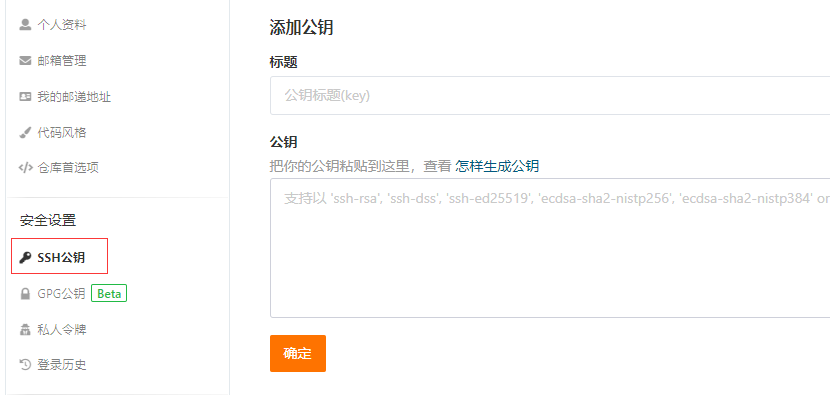 个人资料
邮箱管理
我的邮递地址
代码风格
仓库首选项
安全设置
SSH公钥
GPG公钥 Beta
私人令牌
登录历史
添加公钥
标题
公钥标题(key)
公钥
把你的公钥粘贴到这里，查看 怎样生成公钥
支持以 'ssh-rsa', 'ssh-dss', 'ssh-ed25519', 'ecdsa-sha2-nistp256', 'ecdsa-sha2-nistp384' or
确定